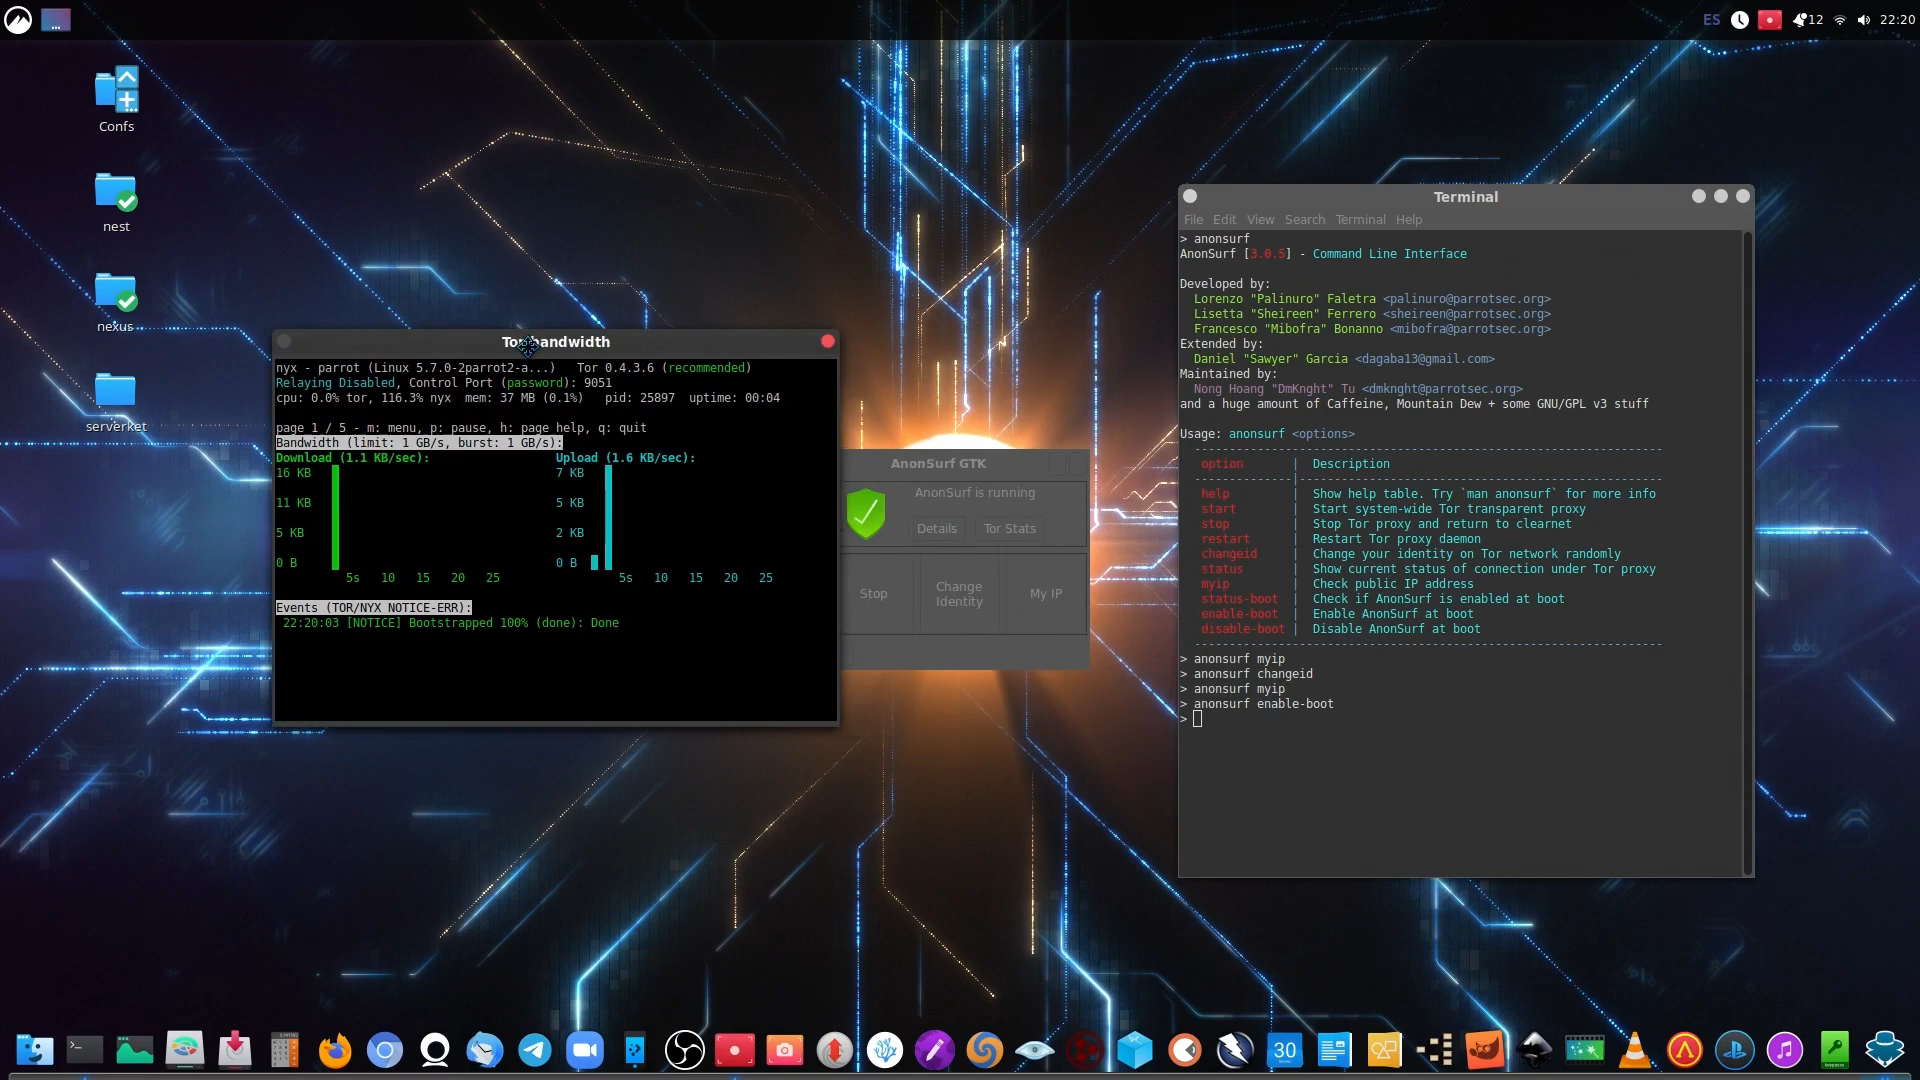 ES 12 22:20
Confs
nest
nexus
serverket
Tor bandwidth
nyx - parrot (Linux 5.7.0-2parrot2-a...)   Tor 0.4.3.6 (recommended)
Relaying Disabled, Control Port (password): 9051
cpu: 0.0% tor, 116.3% nyx  mem: 37 MB (0.1%)   pid: 25897  uptime: 00:04
page 1 / 5 - m: menu, p: pause, h: page help, q: quit
Bandwidth (limit: 1 GB/s, burst: 1 GB/s):
Download (1.1 KB/sec): Upload (1.6 KB/sec):
16 KB 7 KB
11 KB 5 KB
5 KB 2 KB
0 B 0 B
5s 10 15 20 25 5s 10 15 20 25
Events (TOR/NYX NOTICE-ERR):
22:20:03 [NOTICE] Bootstrapped 100% (done): Done
AnonSurf GTK
AnonSurf is running
Details Tor Stats
Stop Change Identity My IP
Terminal
File Edit View Search Terminal Help
> anonsurf
AnonSurf [3.0.5] - Command Line Interface
Developed by:
Lorenzo "Palinuro" Faletra <palinuro@parrotsec.org>
Lisetta "Sheireen" Ferrero <sheireen@parrotsec.org>
Francesco "Mibofra" Bonanno <mibofra@parrotsec.org>
Extended by:
Daniel "Sawyer" Garcia <dagaba13@gmail.com>
Maintained by:
Nong Hoang "DmKnght" Tu <dmknght@parrotsec.org>
and a huge amount of Caffeine, Mountain Dew + some GNU/GPL v3 stuff
Usage: anonsurf <options>
-------------------------------------------------------------------
option | Description
--------------|----------------------------------------------------
help | Show help table. Try `man anonsurf` for more info
start | Start system-wide Tor transparent proxy
stop | Stop Tor proxy and return to clearnet
restart | Restart Tor proxy daemon
changeid | Change your identity on Tor network randomly
status | Show current status of connection under Tor proxy
myip | Check public IP address
status-boot | Check if AnonSurf is enabled at boot
enable-boot | Enable AnonSurf at boot
disable-boot | Disable AnonSurf at boot
-------------------------------------------------------------------
> anonsurf myip
> anonsurf changeid
> anonsurf myip
> anonsurf enable-boot
>
30